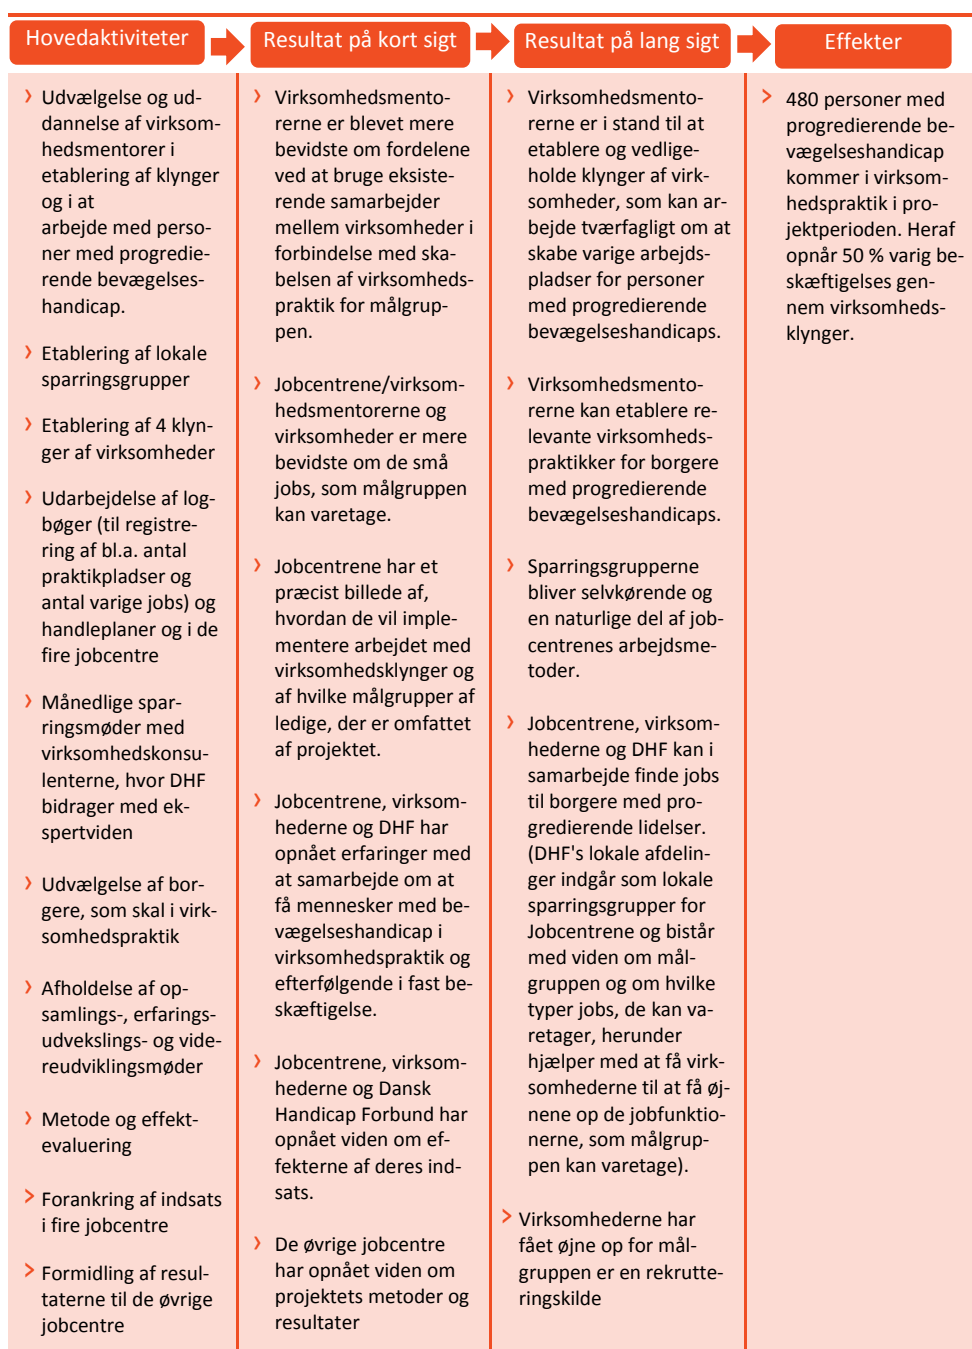 Hovedaktiviteter
Resultat på kort sigt
Resultat på lang sigt
Effekter
› Udvælgelse og ud-
dannelse af virksom-
hedsmentorer i
etablering af klynger
og i at
arbejde med perso-
ner med progredie-
rende bevægelses-
handicap.
› Etablering af lokale
sparringsgrupper
› Etablering af 4 klyn-
ger af virksomheder
› Udarbejdelse af log-
bøger (til registre-
ring af bl.a. antal
praktikpladser og
antal varige jobs) og
handleplaner og i de
fire jobcentre
› Månedlige spar-
ringsmøder med
virksomhedskonsu-
lenterne, hvor DHF
bidrager med ek-
spertviden
› Udvælgelse af bor-
gere, som skal i virk-
somhedspraktik
› Afholdelse af op-
samlings-, erfarings-
udvekslings- og vide-
reudviklingsmøder
› Metode og effekt-
evaluering
> Forankring af indsats
i fire jobcentre
> Formidling af resul-
taterne til de øvrige
jobcentre
› Virksomhedsmento-
rerne er blevet mere
bevidste om fordelene
ved at bruge eksiste-
rende samarbejder
mellem virksomheder i
forbindelse med ska-
belsen af virksomheds-
praktik for målgrup-
pen.
› Jobcentrene/virksom-
hedsmentorerne og
virksomheder er mere
bevidste om de små
jobs, som målgruppen
kan varetage.
› Jobcentrene har et
præcist billede af,
hvordan de vil imple-
mentere arbejdet med
virksomhedsklynger og
af hvilke målgrupper af
ledige, der er omfattet
af projektet.
› Jobcentrene, virksom-
hederne og DHF har
opnået erfaringer med
at samarbejde om at
få mennesker med be-
vægelseshandicap i
virksomhedspraktik og
efterfølgende i fast be-
skæftigelse.
› Jobcentrene, virksom-
hederne og Dansk
Handicap Forbund har
opnået viden om ef-
fekterne af deres ind-
sats.
› De øvrige jobcentre
har opnået viden om
projektets metoder og
resultater
› Virksomhedsmento-
rerne er i stand til at
etablere og vedlige-
holde klynger af virk-
somheder, som kan ar-
bejde tværfagligt om at
skabe varige arbejds-
pladser for personer
med progredierende
bevægelseshandicaps.
› Virksomhedsmento-
rerne kan etablere re-
levante virksomheds-
praktikker for borgere
med progredierende
bevægelseshandicaps.
› Sparringsgrupperne
bliver selvkørende og
en naturlige del af job-
centrenes arbejdsme-
toder.
› Jobcentrene, virksom-
hederne og DHF kan i
samarbejde finde jobs
til borgere med pro-
gredierende lidelser.
(DHF's lokale afdelin-
ger indgår som lokale
sparringsgrupper for
Jobcentrene og bistår
med viden om mål-
gruppen og om hvilke
typer jobs, de kan va-
retager, herunder
hjælper med at få virk-
somhederne til at få øj-
nene op de jobfunktio-
nerne, som målgrup-
pen kan varetage).
> Virksomhederne har
fået øjne op for mål-
gruppen er en rekrutte-
ringskilde
> 480 personer med
progredierende be-
vægelseshandicap
kommer i virksom-
hedspraktik i pro-
jektperioden. Heraf
opnår 50 % varig be-
skæftigelses gen-
nem virksomheds-
klynger.